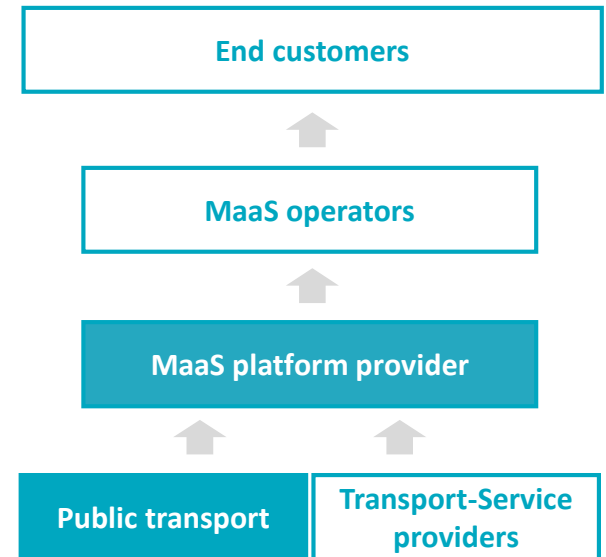 End customers
MaaS operators
MaaS platform provider
Public transport
Transport-Service
providers